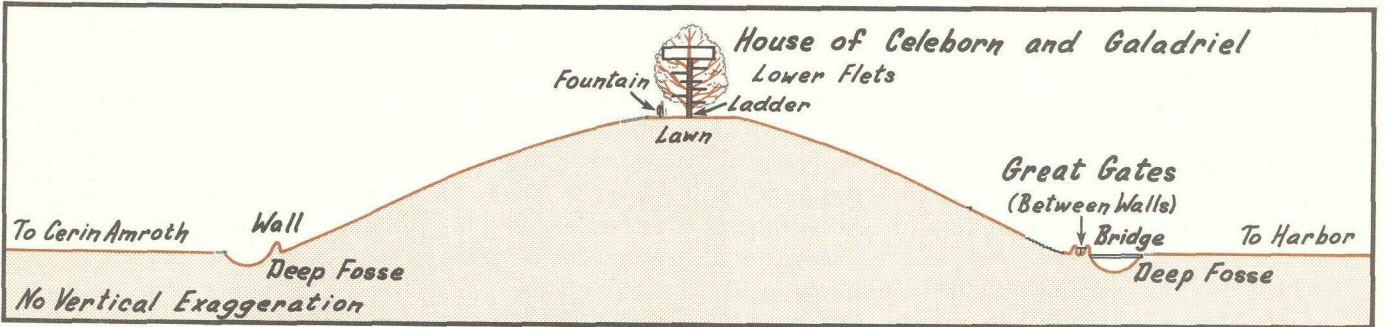 House of Celeborn and Galadriel
Lower Flets
Fountain
Ladder
Lawn
Great Gates
(Between Walls)
To Cerin Amroth
Wall
Bridge
To Harbor
Deep Fosse
Deep Fosse
No Vertical Exaggeration